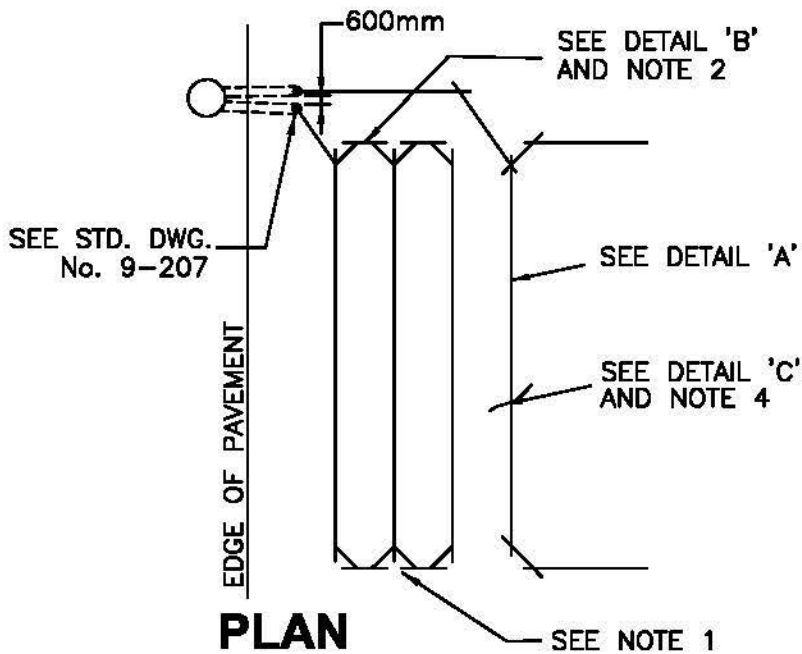 600mm
SEE DETAIL 'B'
AND NOTE 2
SEE STD. DWG.
No. 9-207
SEE DETAIL 'A'
SEE DETAIL 'C'
AND NOTE 4
EDGE OF PAVEMENT
PLAN
SEE NOTE 1